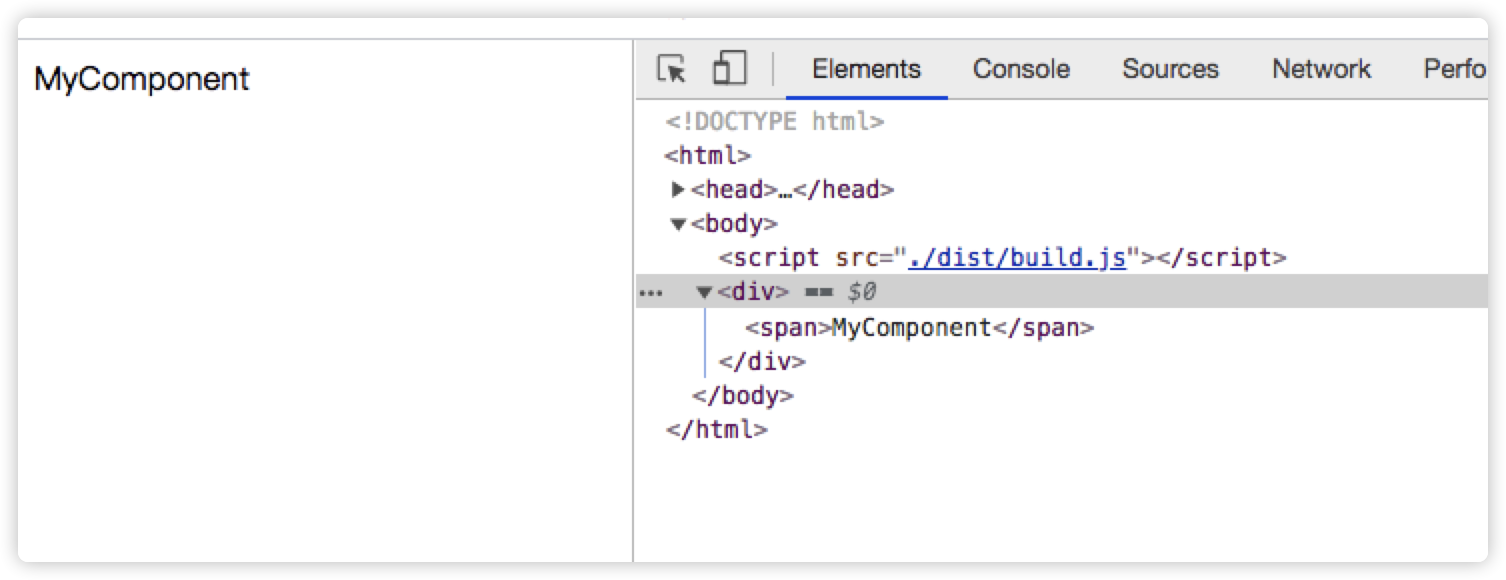 MyComponent
Elements Console Sources Network Perfo
<!DOCTYPE html>
<html>
<head>…</head>
<body>
<script src="./dist/build.js"></script>
<div> == $0
<span>MyComponent</span>
</div>
</body>
</html>